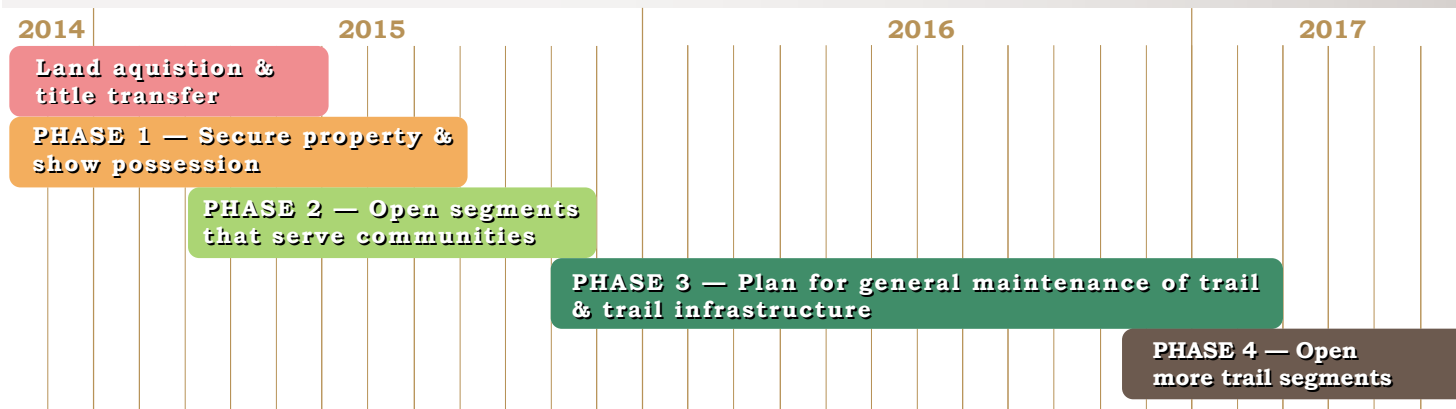 2014 2015 2016 2017
Land aquistion &
title transfer
PHASE 1 — Secure property &
show possession
PHASE 2 — Open segments
that serve communities
PHASE 3 — Plan for general maintenance of trail
& trail infrastructure
PHASE 4 — Open
more trail segments